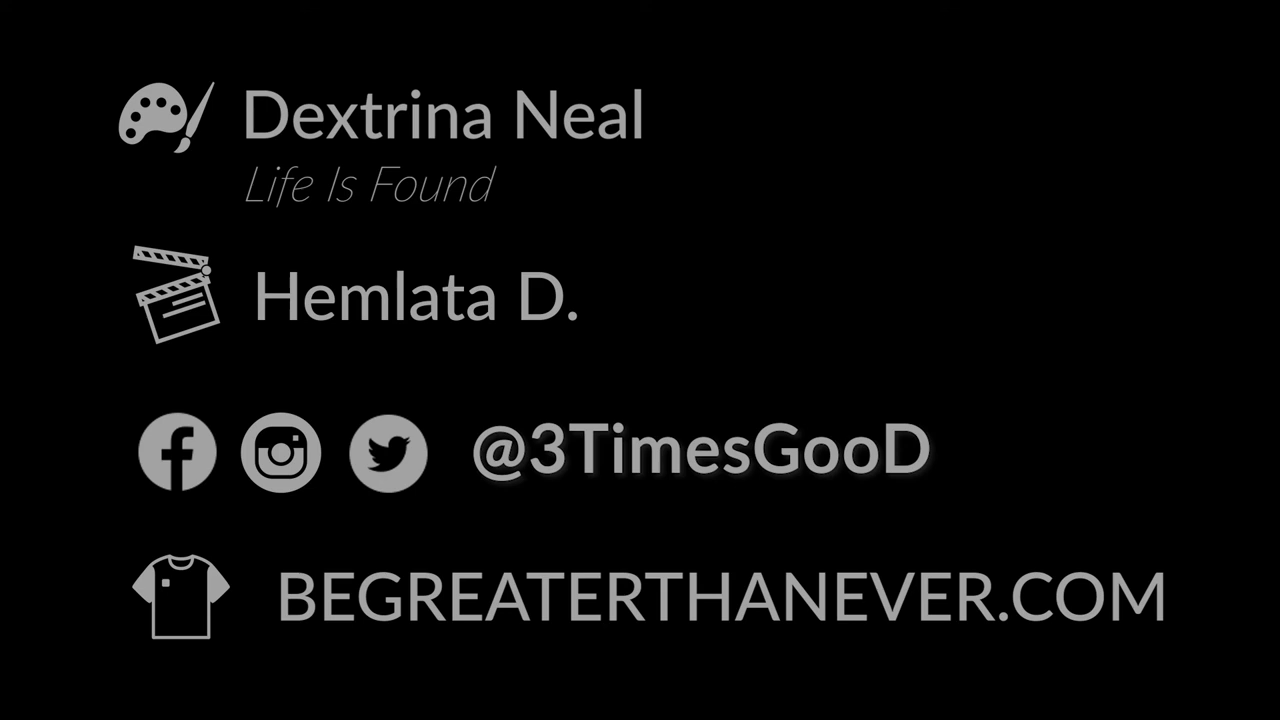 Dextrina Neal
Life Is Found
Hemlata D.
@3TimesGooD
BEGREATERTHANEVER.COM